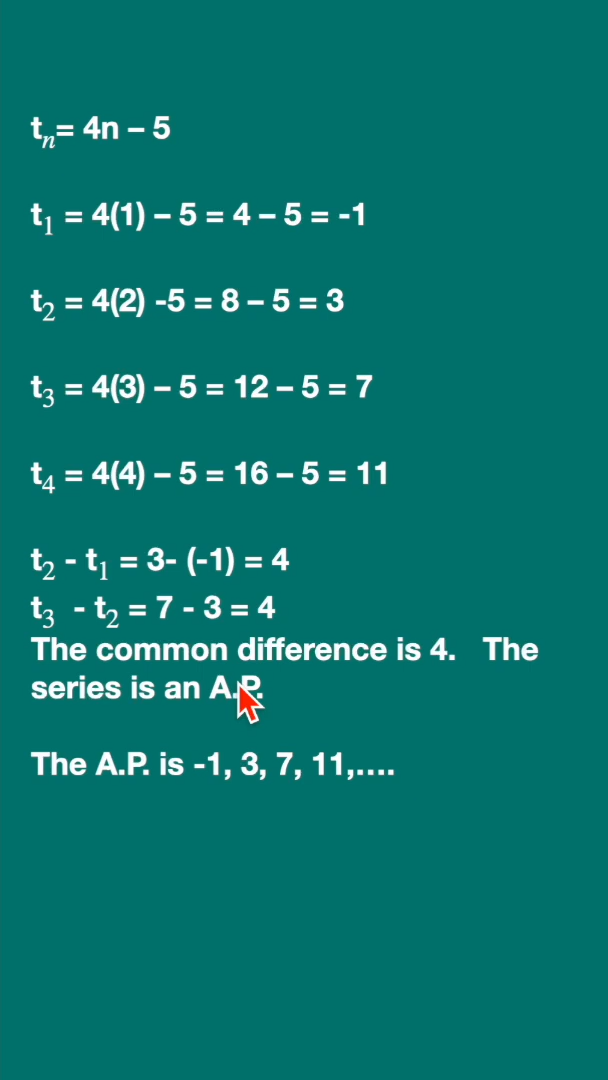 tₙ= 4n – 5
t₁ = 4(1) – 5 = 4 – 5 = -1
t₂ = 4(2) -5 = 8 – 5 = 3
t₃ = 4(3) – 5 = 12 – 5 = 7
t₄ = 4(4) – 5 = 16 – 5 = 11
t₂ - t₁ = 3- (-1) = 4
t₃ - t₂ = 7 - 3 = 4
The common difference is 4. The
series is an A.P.
The A.P. is -1, 3, 7, 11,....